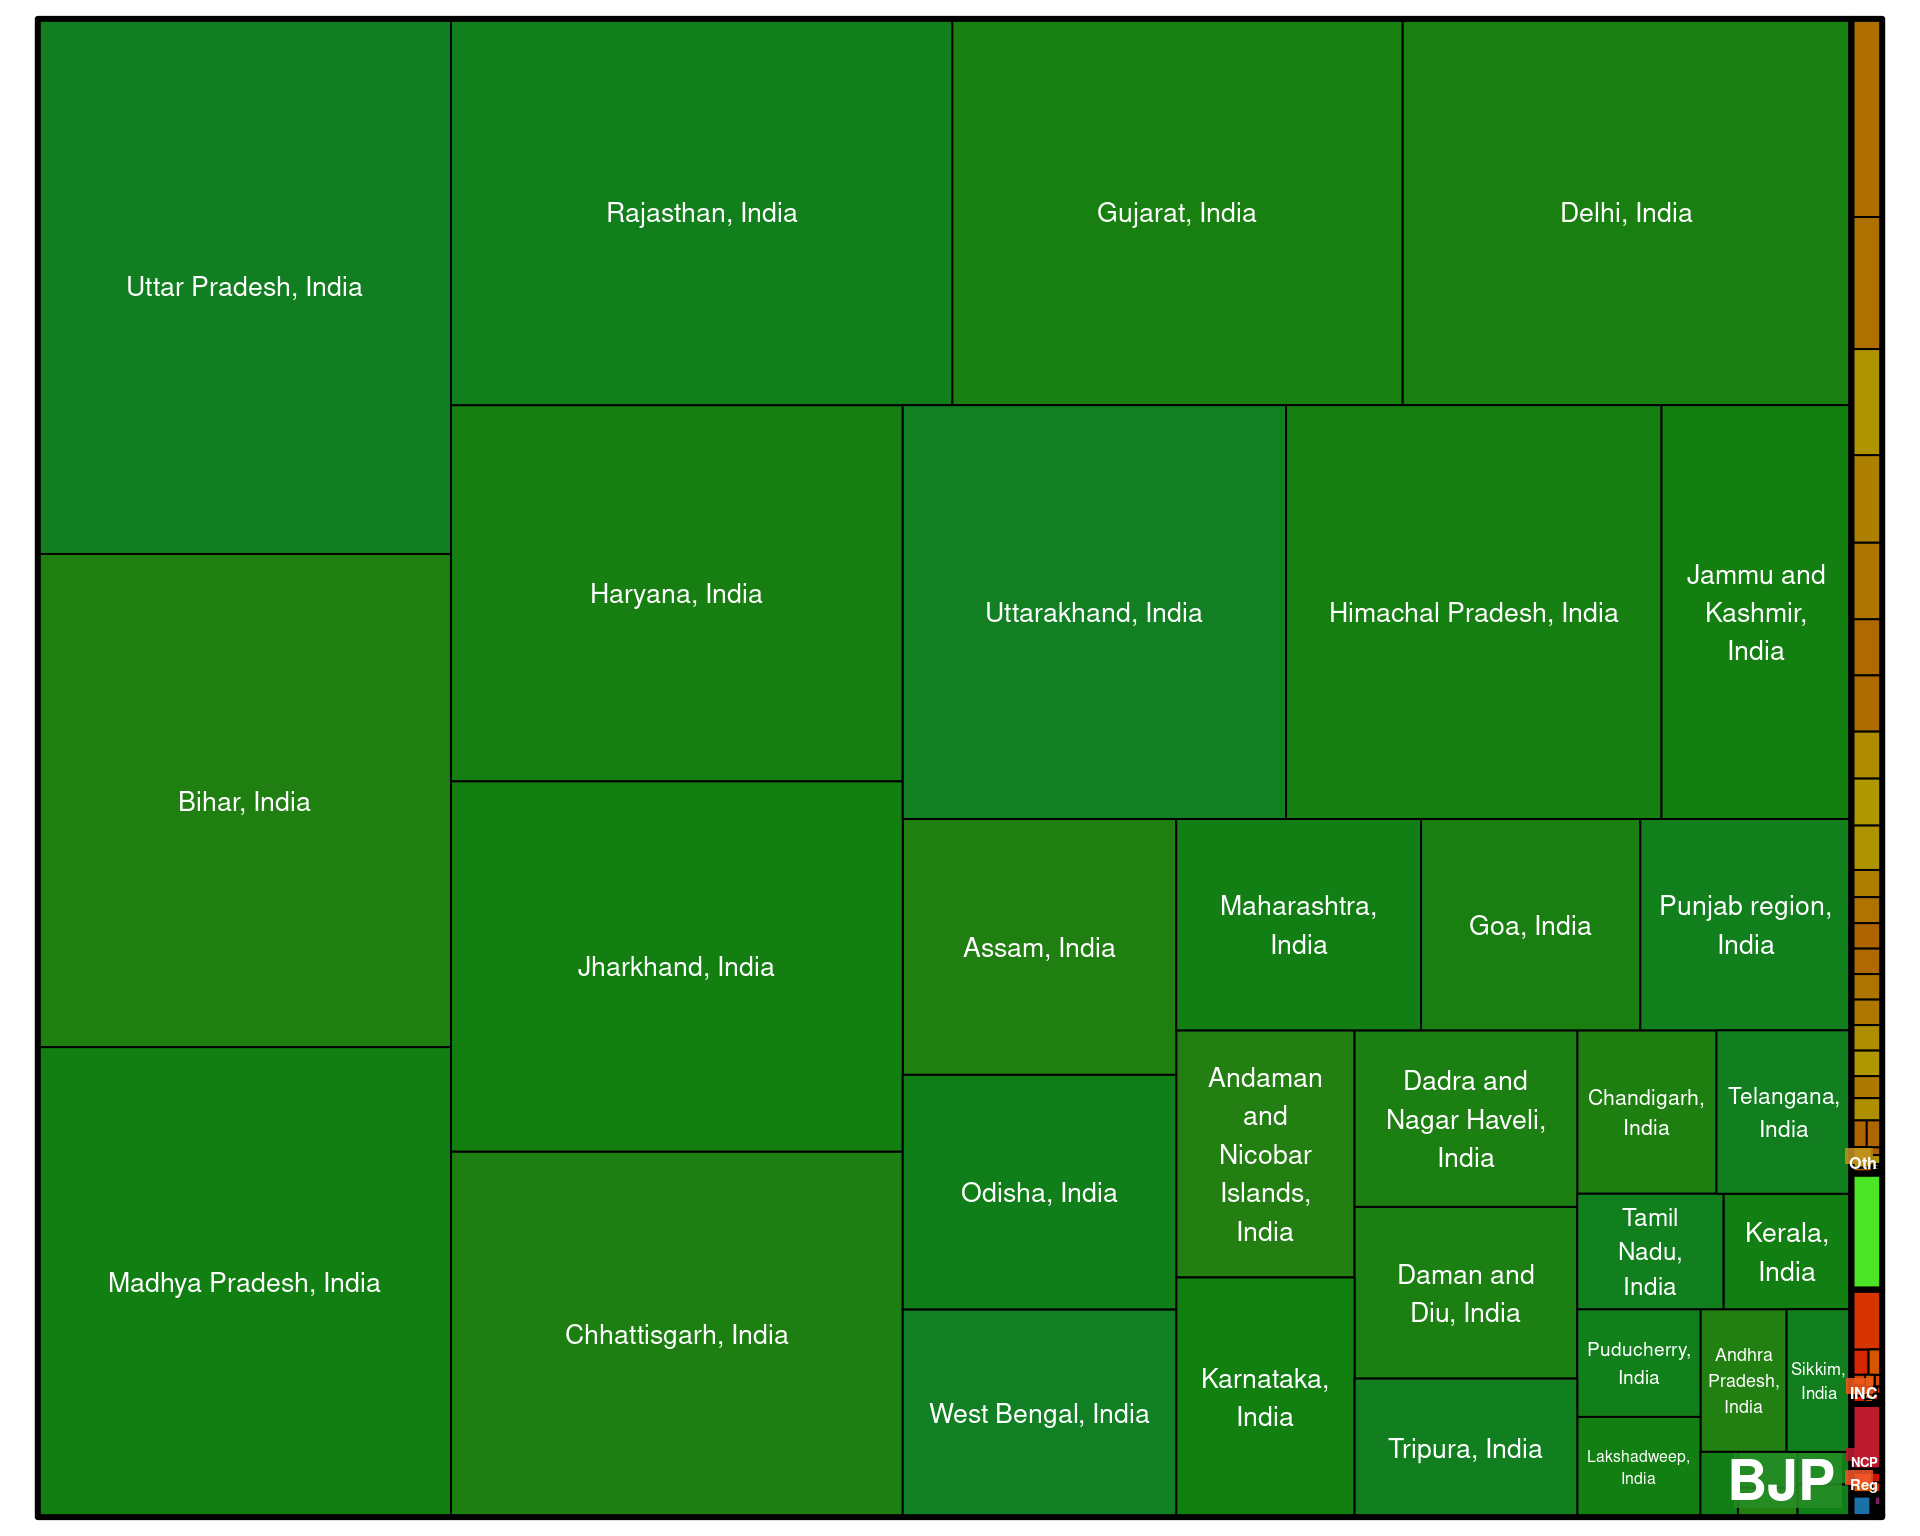 Uttar Pradesh, India
Rajasthan, India
Gujarat, India
Delhi, India
Bihar, India
Haryana, India
Uttarakhand, India
Himachal Pradesh, India
Jammu and
Kashmir,
India
Madhya Pradesh, India
Jharkhand, India
Chhattisgarh, India
Assam, India
Maharashtra,
India
Goa, India
Punjab region,
India
Odisha, India
West Bengal, India
Andaman
and
Nicobar
Islands,
India
Karnataka,
India
Dadra and
Nagar Haveli,
India
Daman and
Diu, India
Tripura, India
Chandigarh,
India
Telangana,
India
Tamil
Nadu,
India
Kerala,
India
Puducherry,
India
Andhra
Pradesh,
India
Sikkim,
India
Lakshadweep,
India
BJP
Oth
INC
NCP
Reg